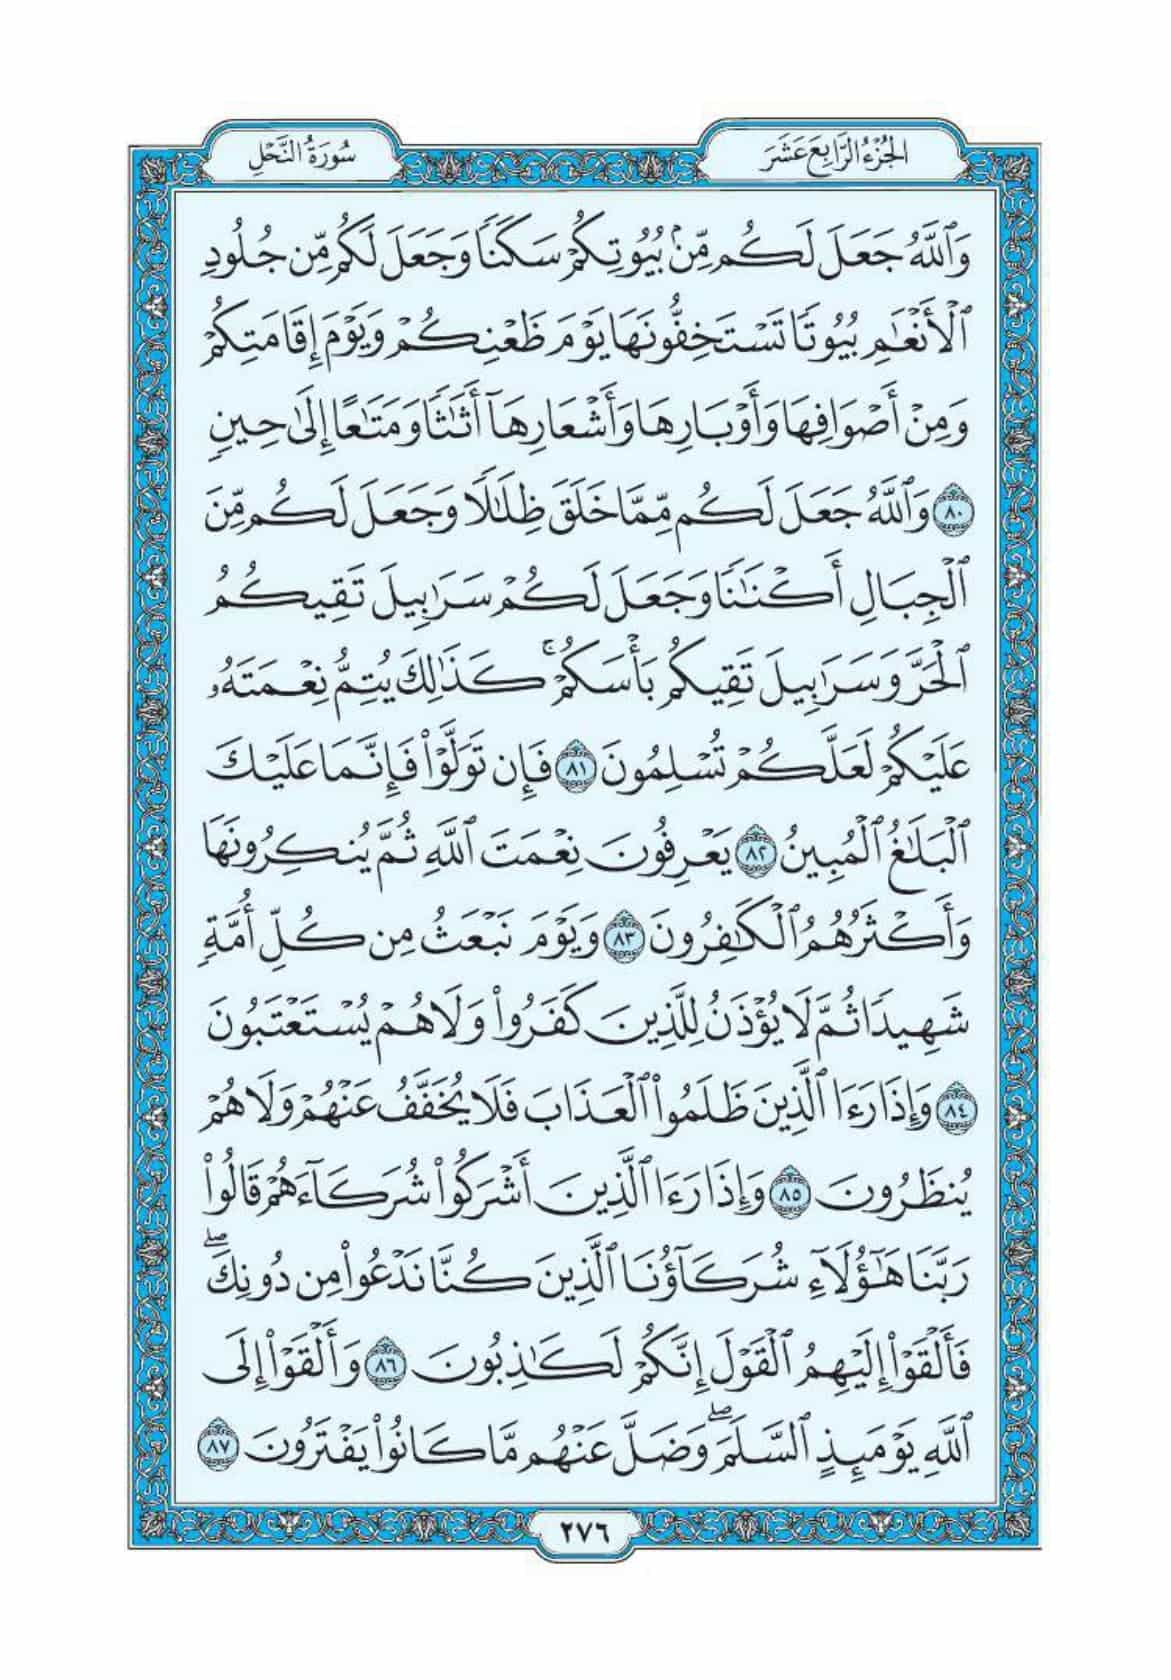 الجُزْءُ الرَّابِعَ عَشَرَ
سُورَةُ النَّحْلِ
وَٱللَّهُ جَعَلَ لَكُم مِّنۢ بُيُوتِكُمْ سَكَنًا وَجَعَلَ لَكُم مِّن جُلُودِ
ٱلْأَنْعَٰمِ بُيُوتًا تَسْتَخِفُّونَهَا يَوْمَ ظَعْنِكُمْ وَيَوْمَ إِقَامَتِكُمْ
وَمِنْ أَصْوَافِهَا وَأَوْبَارِهَا وَأَشْعَارِهَآ أَثَٰثًا وَمَتَٰعًا إِلَىٰ حِينٍ
٨٠ وَٱللَّهُ جَعَلَ لَكُم مِّمَّا خَلَقَ ظِلَٰلًا وَجَعَلَ لَكُم مِّنَ
ٱلْجِبَالِ أَكْنَٰنًا وَجَعَلَ لَكُمْ سَرَٰبِيلَ تَقِيكُمُ
ٱلْحَرَّ وَسَرَٰبِيلَ تَقِيكُم بَأْسَكُمْ ۚ كَذَٰلِكَ يُتِمُّ نِعْمَتَهُۥ
عَلَيْكُمْ لَعَلَّكُمْ تُسْلِمُونَ ٨١ فَإِن تَوَلَّوْا۟ فَإِنَّمَا عَلَيْكَ
ٱلْبَلَٰغُ ٱلْمُبِينُ ٨٢ يَعْرِفُونَ نِعْمَتَ ٱللَّهِ ثُمَّ يُنكِرُونَهَا
وَأَكْثَرُهُمُ ٱلْكَٰفِرُونَ ٨٣ وَيَوْمَ نَبْعَثُ مِن كُلِّ أُمَّةٍ
شَهِيدًا ثُمَّ لَا يُؤْذَنُ لِلَّذِينَ كَفَرُوا۟ وَلَا هُمْ يُسْتَعْتَبُونَ
٨٤ وَإِذَا رَءَا ٱلَّذِينَ ظَلَمُوا۟ ٱلْعَذَابَ فَلَا يُخَفَّفُ عَنْهُمْ وَلَا هُمْ
يُنظَرُونَ ٨٥ وَإِذَا رَءَا ٱلَّذِينَ أَشْرَكُوا۟ شُرَكَآءَهُمْ قَالُوا۟
رَبَّنَا هَٰٓؤُلَآءِ شُرَكَآؤُنَا ٱلَّذِينَ كُنَّا نَدْعُوا۟ مِن دُونِكَ ۖ
فَأَلْقَوْا۟ إِلَيْهِمُ ٱلْقَوْلَ إِنَّكُمْ لَكَٰذِبُونَ ٨٦ وَأَلْقَوْا۟ إِلَى
ٱللَّهِ يَوْمَئِذٍ ٱلسَّلَمَ ۖ وَضَلَّ عَنْهُم مَّا كَانُوا۟ يَفْتَرُونَ ٨٧
٢٧٦